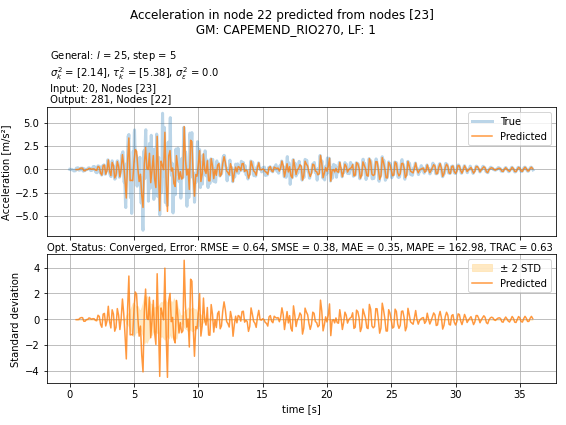 Acceleration in node 22 predicted from nodes [23]
GM: CAPEMEND_RIO270, LF: 1
General: l = 25, step = 5
σ²ₖ = [2.14], τ²ₖ = [5.38], σ²ε = 0.0
Input: 20, Nodes [23]
Output: 281, Nodes [22]
Acceleration [m/s²]
5.0
2.5
0.0
−2.5
−5.0
True
Predicted
Opt. Status: Converged, Error: RMSE = 0.64, SMSE = 0.38, MAE = 0.35, MAPE = 162.98, TRAC = 0.63
Standard deviation
4
2
0
−2
−4
± 2 STD
Predicted
0 5 10 15 20 25 30 35
time [s]